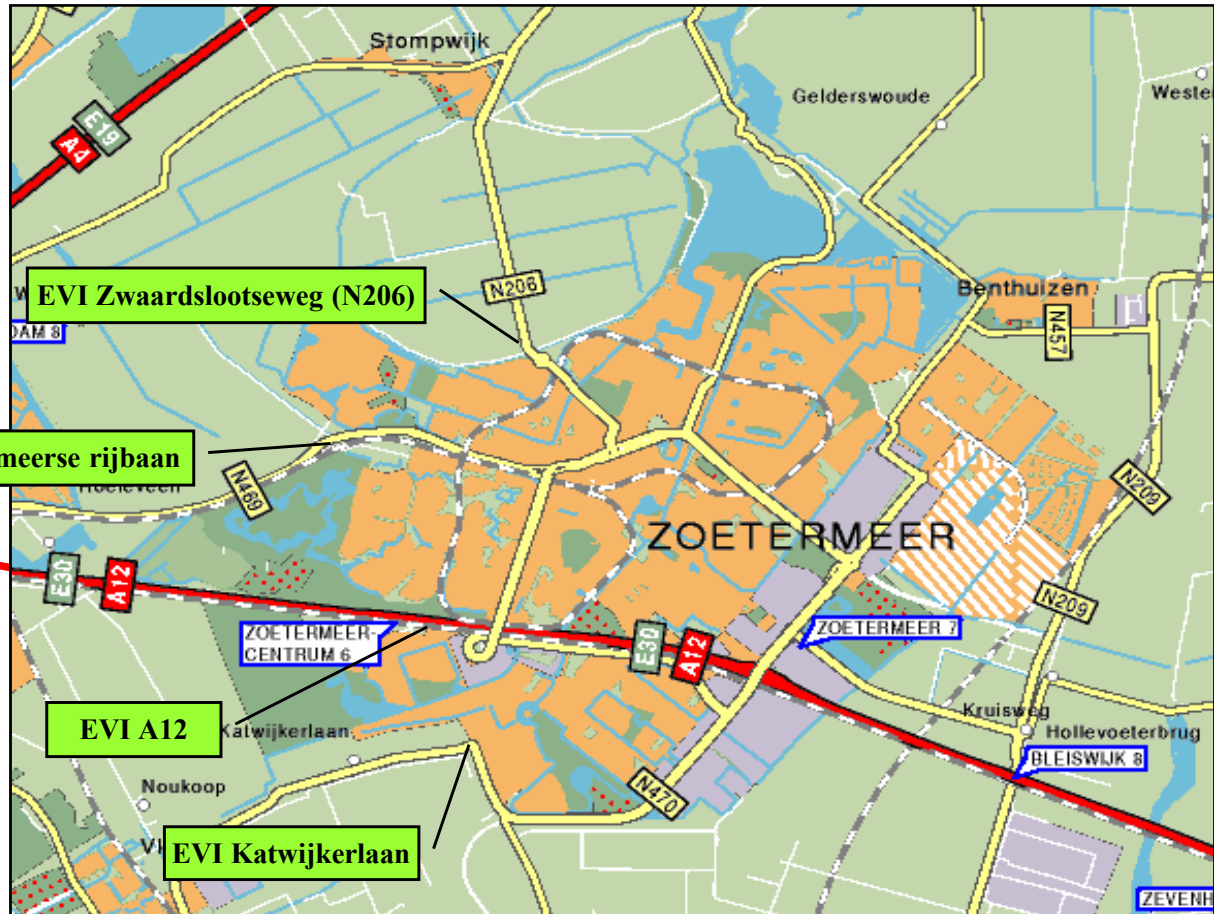 Stompwijk
E19
A4
Gelderswoude
EVI Zwaardslootseweg (N206)
N206
Benthuizen
DAM 8
N457
meerse rijbaan
N469
N209
ZOETERMEER
E30
A12
N209
ZOETERMEER-
CENTRUM 6
E30
A12
ZOETERMEER 7
EVI A12
Katwijkerlaan
Kruisweg
Hollevoeterbrug
BLEISWIJK 8
Noukoop
N470
EVI Katwijkerlaan
ZEVENH